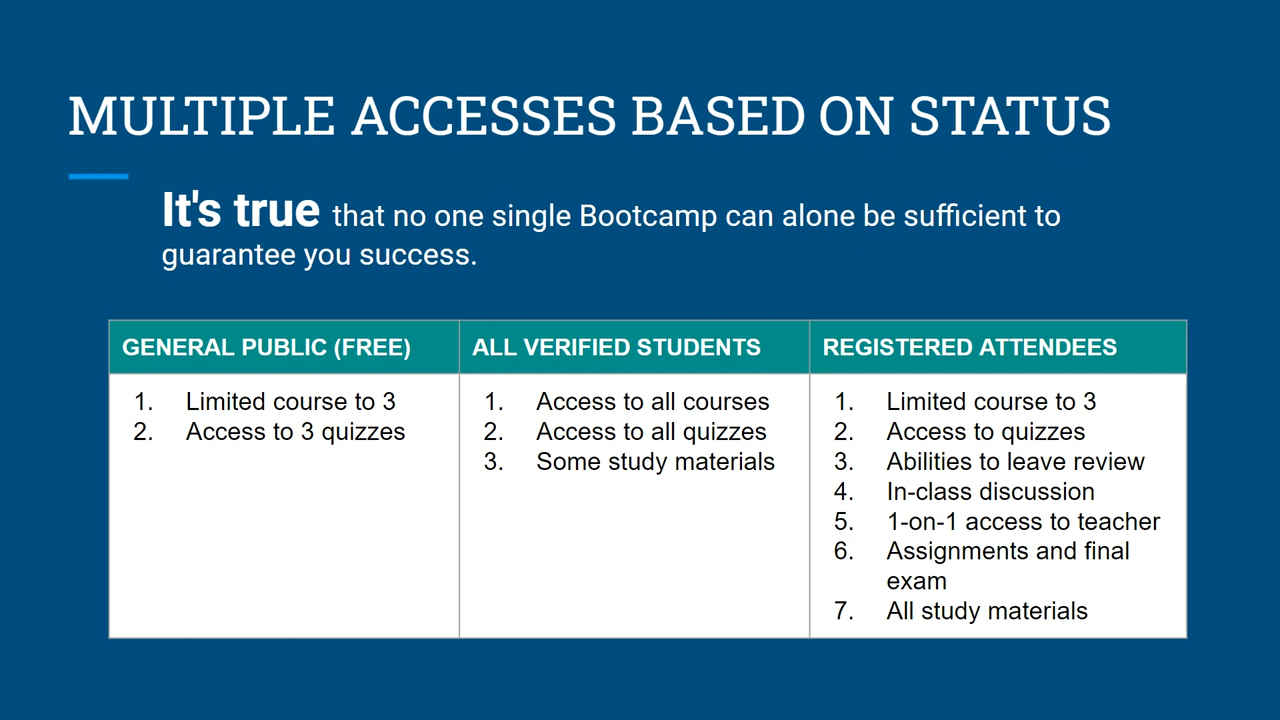 MULTIPLE ACCESSES BASED ON STATUS
It's true that no one single Bootcamp can alone be sufficient to
guarantee you success.
GENERAL PUBLIC (FREE)
1. Limited course to 3
2. Access to 3 quizzes
ALL VERIFIED STUDENTS
1. Access to all courses
2. Access to all quizzes
3. Some study materials
REGISTERED ATTENDEES
1. Limited course to 3
2. Access to quizzes
3. Abilities to leave review
4. In-class discussion
5. 1-on-1 access to teacher
6. Assignments and final
exam
7. All study materials